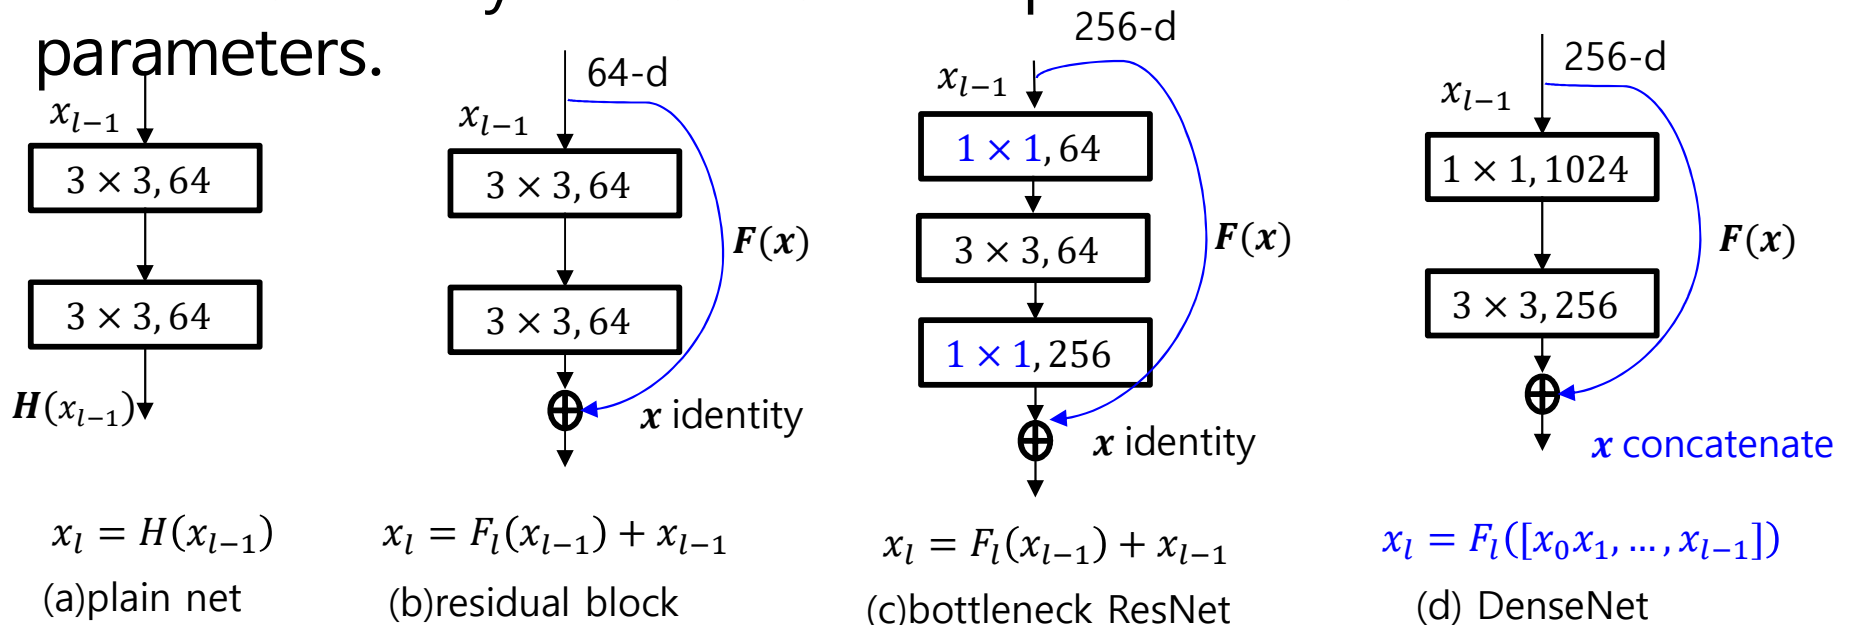 parameters.
x_{l−1}
3 × 3, 64
3 × 3, 64
H(x_{l−1})
x_l = H(x_{l−1})
(a)plain net
64-d
x_{l−1}
3 × 3, 64
3 × 3, 64
F(x)
x identity
x_l = F_l(x_{l−1}) + x_{l−1}
(b)residual block
256-d
x_{l−1}
1 × 1, 64
3 × 3, 64
1 × 1, 256
F(x)
x identity
x_l = F_l(x_{l−1}) + x_{l−1}
(c)bottleneck ResNet
256-d
x_{l−1}
1 × 1, 1024
3 × 3, 256
F(x)
x concatenate
x_l = F_l([x_0x_1, … , x_{l−1}])
(d) DenseNet